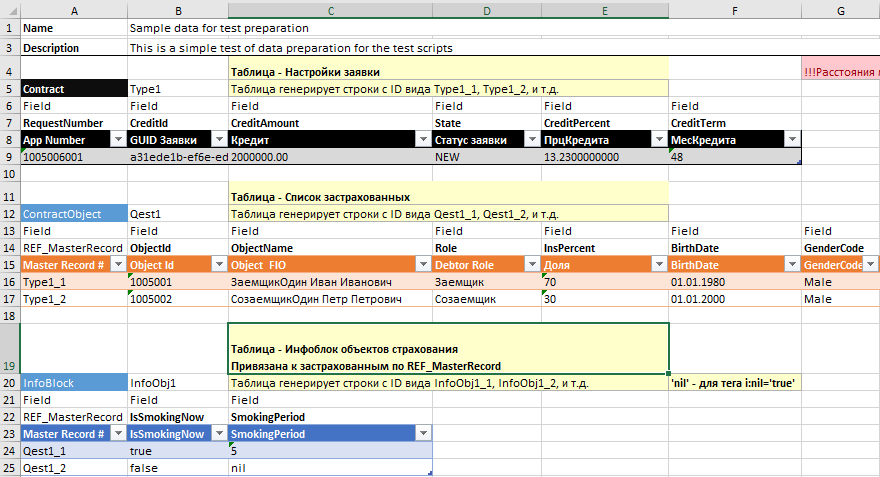 A B C D E F G
1 Name Sample data for test preparation
3 Description This is a simple test of data preparation for the test scripts
4 Таблица - Настройки заявки !!!Расстояния
5 Contract Type1 Таблица генерирует строки с ID вида Type1_1, Type1_2, и т.д.
6 Field Field Field Field Field Field
7 RequestNumber CreditId CreditAmount State CreditPercent CreditTerm
8 App Number GUID Заявки Кредит Статус заявки ПрцКредита МесКредита
9 1005006001 a31ede1b-ef6e-ed 2000000.00 NEW 13.2300000000 48
10
11 Таблица - Список застрахованных
12 ContractObject Qest1 Таблица генерирует строки с ID вида Qest1_1, Qest1_2, и т.д.
13 Field Field Field Field Field Field Field
14 REF_MasterRecord ObjectId ObjectName Role InsPercent BirthDate GenderCode
15 Master Record # Object Id Object_FIO Debtor Role Доля BirthDate GenderCode
16 Type1_1 1005001 ЗаемщикОдин Иван Иванович Заемщик 70 01.01.1980 Male
17 Type1_2 1005002 СозаемщикОдин Петр Петрович Созаемщик 30 01.01.2000 Male
18
Таблица - Инфоблок объектов страхования
19 Привязана к застрахованным по REF_MasterRecord
20 InfoBlock InfoObj1 Таблица генерирует строки с ID вида InfoObj1_1, InfoObj1_2, и т.д. 'nil' - для тега i:nil='true'
21 Field Field Field
22 REF_MasterRecord IsSmokingNow SmokingPeriod
23 Master Record # IsSmokingNow SmokingPeriod
24 Qest1_1 true 5
25 Qest1_2 false nil